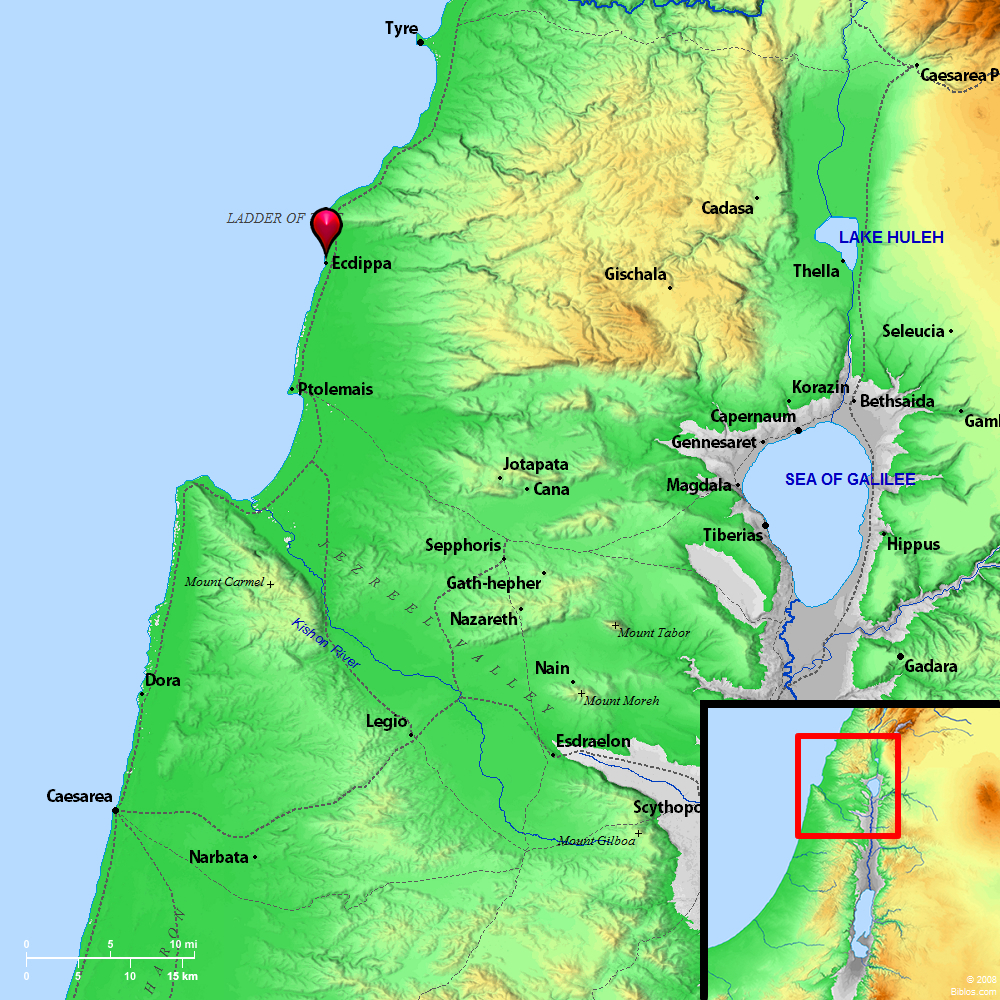 Tyre
Caesarea P
LADDER OF
Cadasa
LAKE HULEH
Ecdippa
Thella
Gischala
Seleucia
Ptolemais
Korazin
Bethsaida
Capernaum
Gaml
Gennesaret
Jotapata
SEA OF GALILEE
Magdala
Cana
Tiberias
Sepphoris
Hippus
JEZREEL VALLEY
Mount Carmel
Gath-hepher
Nazareth
Kishon River
Mount Tabor
Gadara
Nain
Dora
Mount Moreh
Legio
Esdraelon
Caesarea
Scythopo
Mount Gilboa
Narbata
HARON
0 5 10 mi
0 5 10 15 km
© 2008
Biblos.com